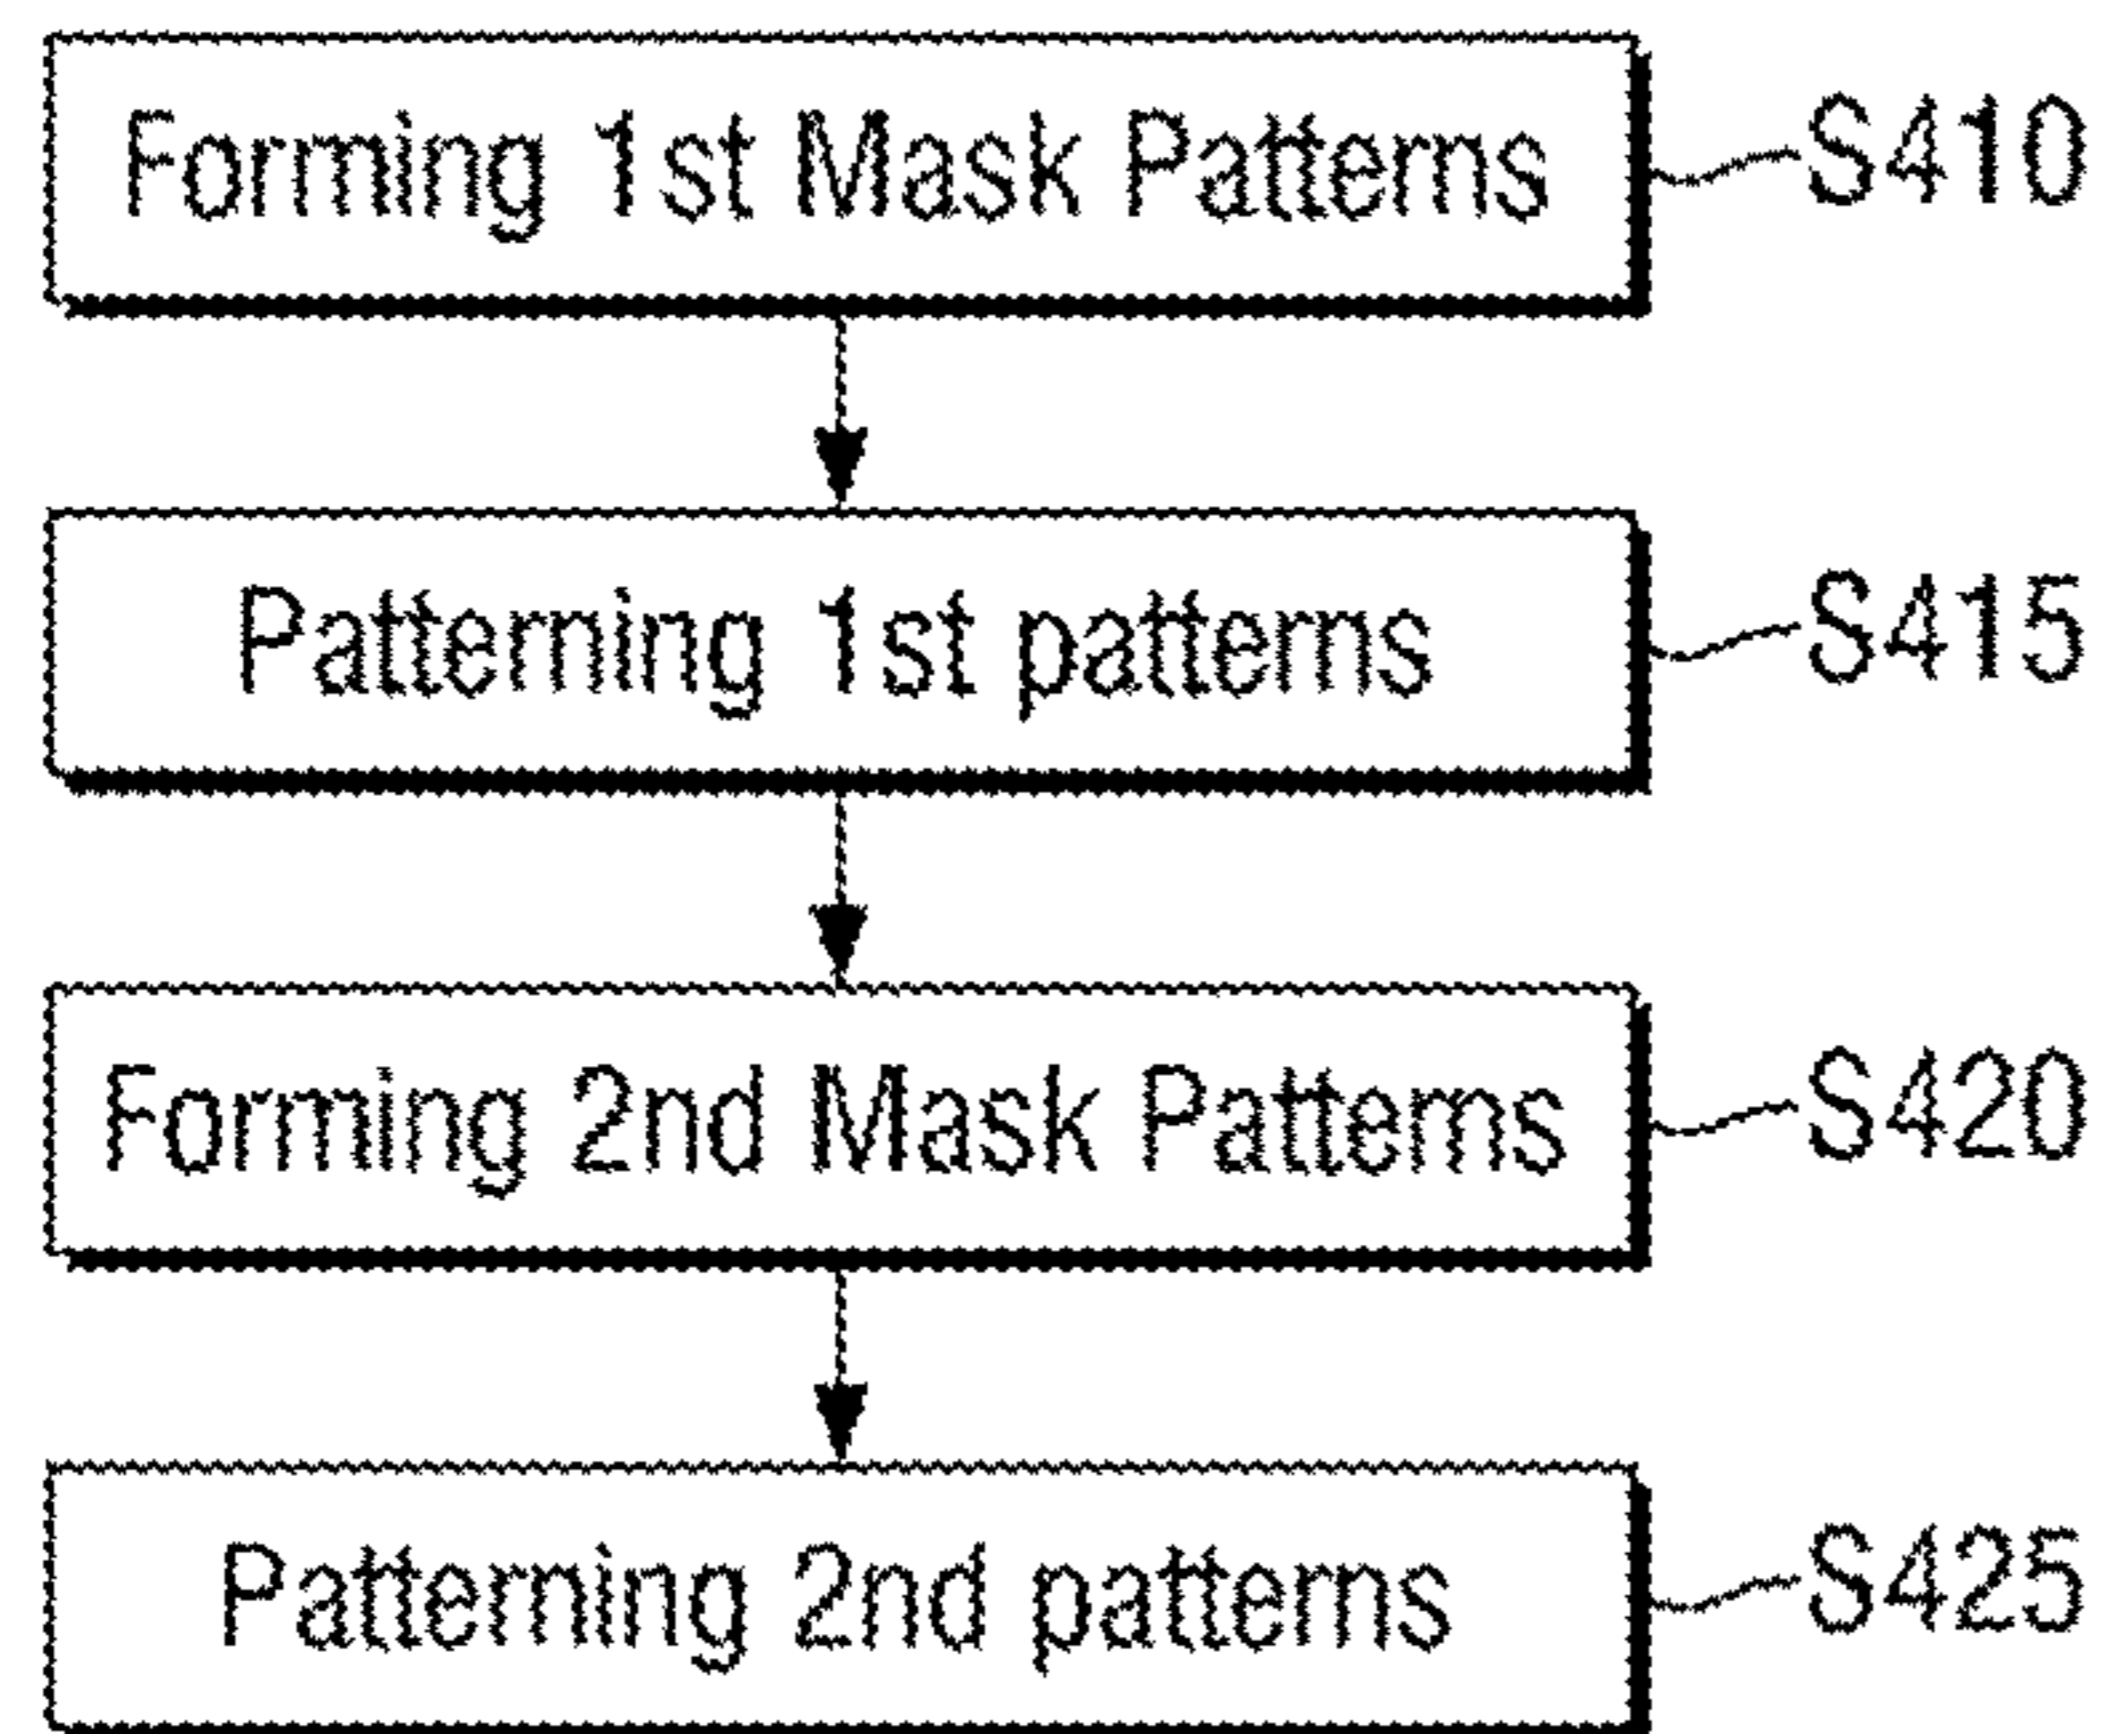 Forming 1st Mask Patterns S410
Patterning 1st patterns S415
Forming 2nd Mask Patterns S420
Patterning 2nd patterns S425